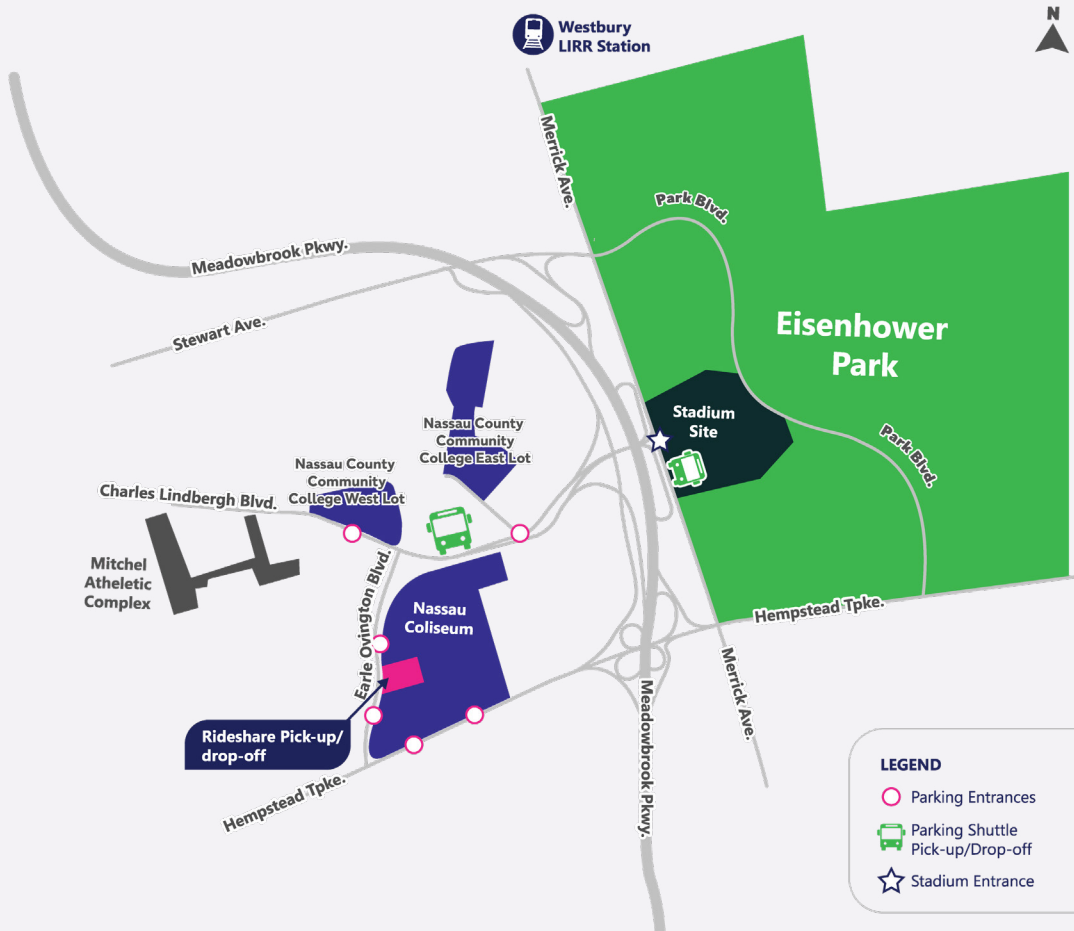 Westbury
LIRR Station
N
Merrick Ave.
Park Blvd.
Meadowbrook Pkwy.
Stewart Ave.
Eisenhower
Park
Stadium
Site
Nassau County
Community
College East Lot
Park Blvd.
Nassau County
Community
College West Lot
Charles Lindbergh Blvd.
Mitchel
Atheletic
Complex
Earle Ovington Blvd.
Nassau
Coliseum
Hempstead Tpke.
Merrick Ave.
Meadowbrook Pkwy.
Rideshare Pick-up/
drop-off
Hempstead Tpke.
LEGEND
Parking Entrances
Parking Shuttle
Pick-up/Drop-off
Stadium Entrance